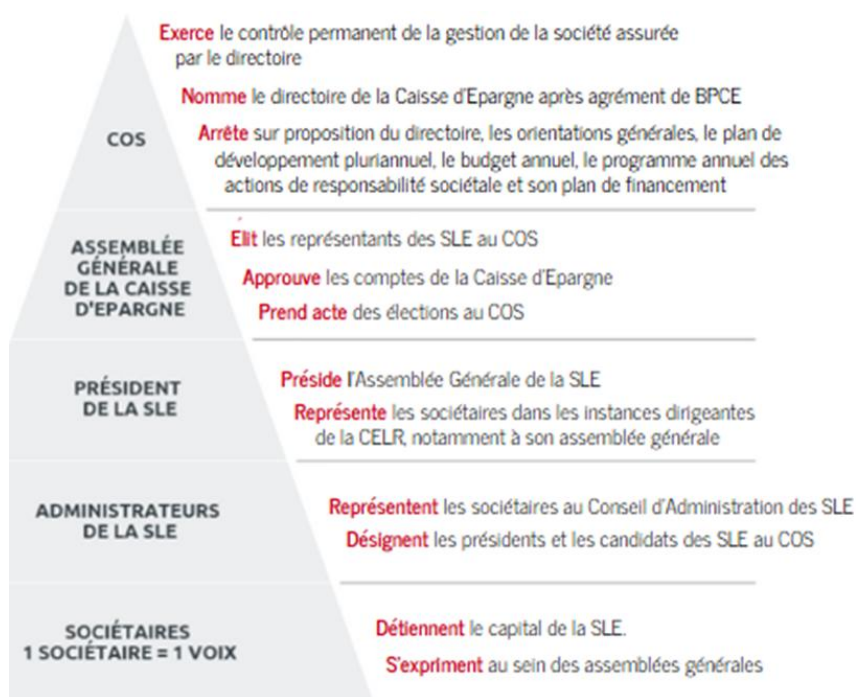 Exerce le contrôle permanent de la gestion de la société assurée
par le directoire
Nomme le directoire de la Caisse d'Epargne après agrément de BPCE
COS
Arrête sur proposition du directoire, les orientations générales, le plan de
développement pluriannuel, le budget annuel, le programme annuel des
actions de responsabilité sociétale et son plan de financement
ASSEMBLÉE
GÉNÉRALE
DE LA CAISSE
D'EPARGNE
Élit les représentants des SLE au COS
Approuve les comptes de la Caisse d'Epargne
Prend acte des élections au COS
PRÉSIDENT
DE LA SLE
Préside l'Assemblée Générale de la SLE
Représente les sociétaires dans les instances dirigeantes
de la CELR, notamment à son assemblée générale
ADMINISTRATEURS
DE LA SLE
Représentent les sociétaires au Conseil d'Administration des SLE
Désignent les présidents et les candidats des SLE au COS
SOCIÉTAIRES
1 SOCIÉTAIRE = 1 VOIX
Détiennent le capital de la SLE.
S'expriment au sein des assemblées générales